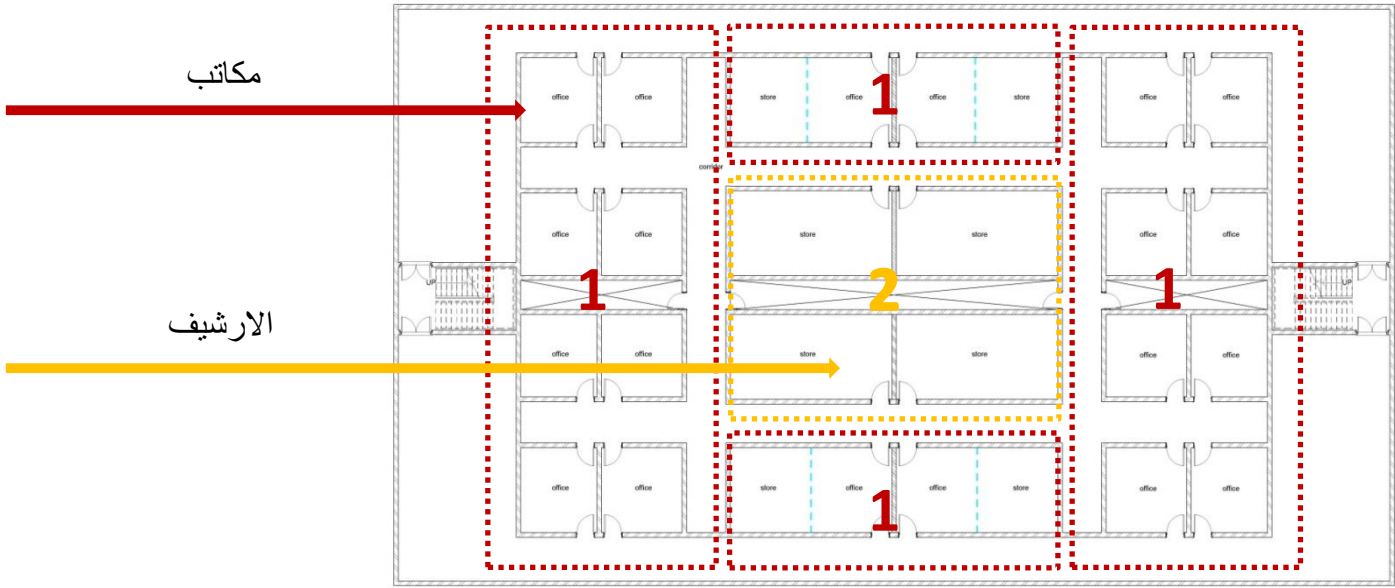 مكاتب
office office store office office store office office
1
corridor
office office store store office office
UP UP
1 2 1
الارشيف
office office store store office office
office office store office office store office office
1